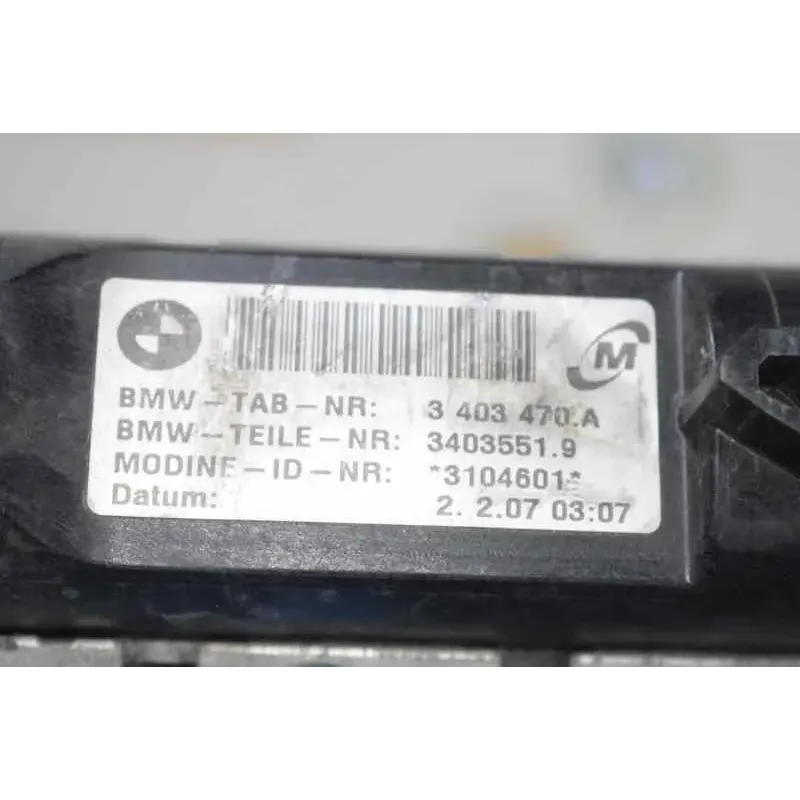 M
BMW-TAB-NR: 3 403 470.A
BMW-TEILE-NR: 3403551.9
MODINE-ID-NR: *3104601*
Datum: 2. 2.07 03:07